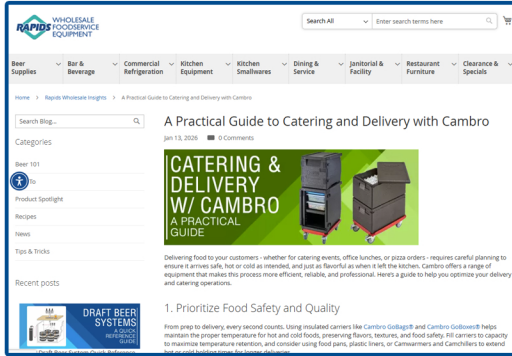 RAPIDS WHOLESALE FOODSERVICE EQUIPMENT
Search All
Enter search terms here
Beer Supplies
Bar & Beverage
Commercial Refrigeration
Kitchen Equipment
Kitchen Smallwares
Dining & Service
Janitorial & Facility
Restaurant Furniture
Clearance & Specials
Home > Rapids Wholesale Insights > A Practical Guide to Catering and Delivery with Cambro
Search Blog...
Categories
Beer 101
To
Product Spotlight
Recipes
News
Tips & Tricks
Recent posts
DRAFT BEER
SYSTEMS
A QUICK
REFERENCE
GUIDE
Draft Beer System Quick Reference
A Practical Guide to Catering and Delivery with Cambro
Jan 13, 2026 0 Comments
CATERING &
DELIVERY
W/ CAMBRO
A PRACTICAL
GUIDE
Delivering food to your customers - whether for catering events, office lunches, or pizza orders - requires careful planning to
ensure it arrives safe, hot or cold as intended, and just as flavorful as when it left the kitchen. Cambro offers a range of
equipment that makes this process more efficient, reliable, and professional. Here's a guide to help you optimize your delivery
and catering operations.
1. Prioritize Food Safety and Quality
From prep to delivery, every second counts. Using insulated carriers like Cambro GoBags® and Cambro GoBoxes® helps
maintain the proper temperature for hot and cold foods, preserving flavors, textures, and food safety. Fill carriers to capacity
to maximize temperature retention, and consider using food pans, plastic liners, or Camwarmers and Camchillers to extend
hot or cold holding times for longer deliveries.